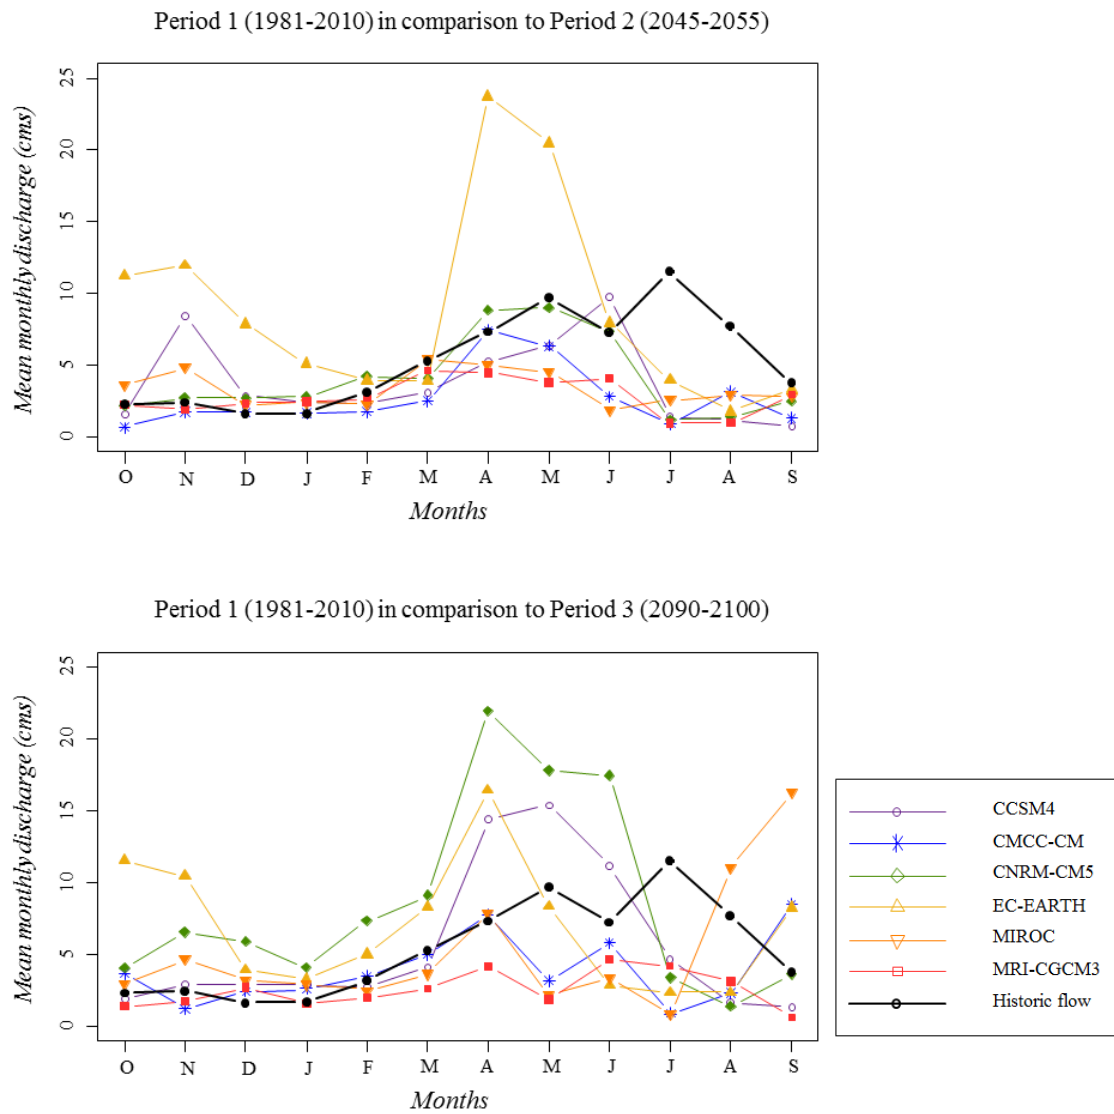 Period 1 (1981-2010) in comparison to Period 2 (2045-2055)
Mean monthly discharge (cms)
25
20
15
10
5
0
O N D J F M A M J J A S
Months
Period 1 (1981-2010) in comparison to Period 3 (2090-2100)
Mean monthly discharge (cms)
25
20
15
10
5
0
O N D J F M A M J J A S
Months
CCSM4
CMCC-CM
CNRM-CM5
EC-EARTH
MIROC
MRI-CGCM3
Historic flow